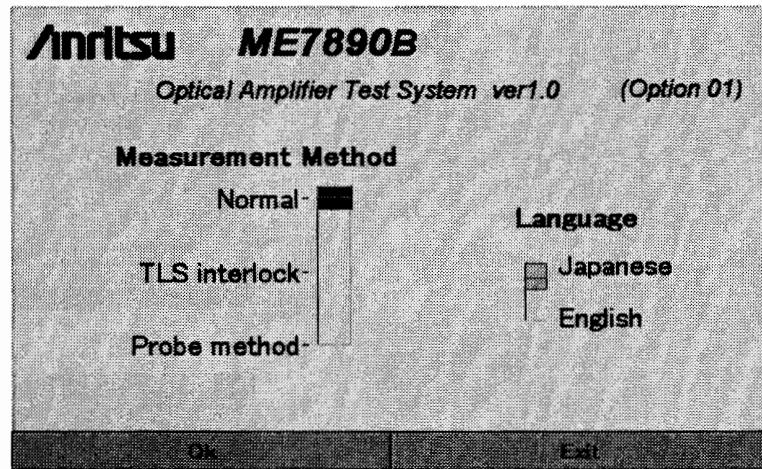 Anritsu ME7890B
Optical Amplifier Test System ver1.0 (Option 01)
Measurement Method
Normal
TLS interlock
Probe method
Language
Japanese
English
Ok
Exit